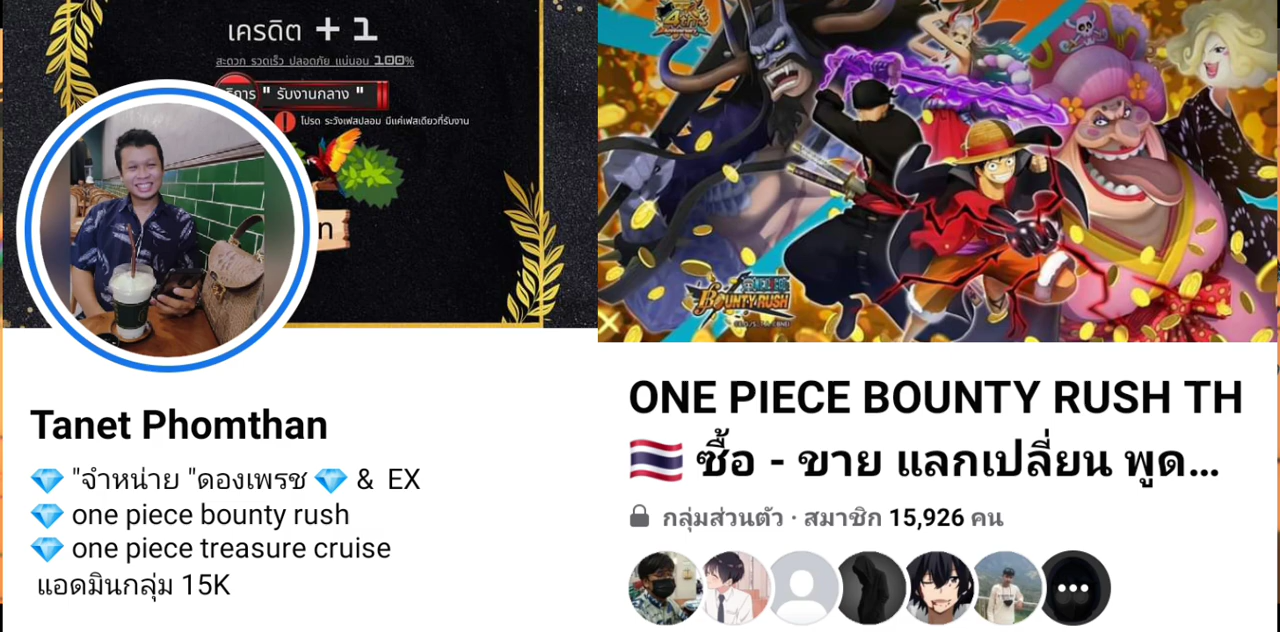 เครดิต + 1
สะดวก รวดเร็ว ปลอดภัย แน่นอน 100%
" รับงานกลาง "
โปรด ระวังเฟสปลอม มีแค่เฟสเดียวที่รับงาน
Tanet Phomthan
💎 "จำหน่าย "ดองเพรช 💎 & EX
💎 one piece bounty rush
💎 one piece treasure cruise
แอดมินกลุ่ม 15K
Anniversary
BOUNTY RUSH
ONE PIECE BOUNTY RUSH TH
🇹🇭 ซื้อ - ขาย แลกเปลี่ยน พูด...
กลุ่มส่วนตัว · สมาชิก 15,926 คน